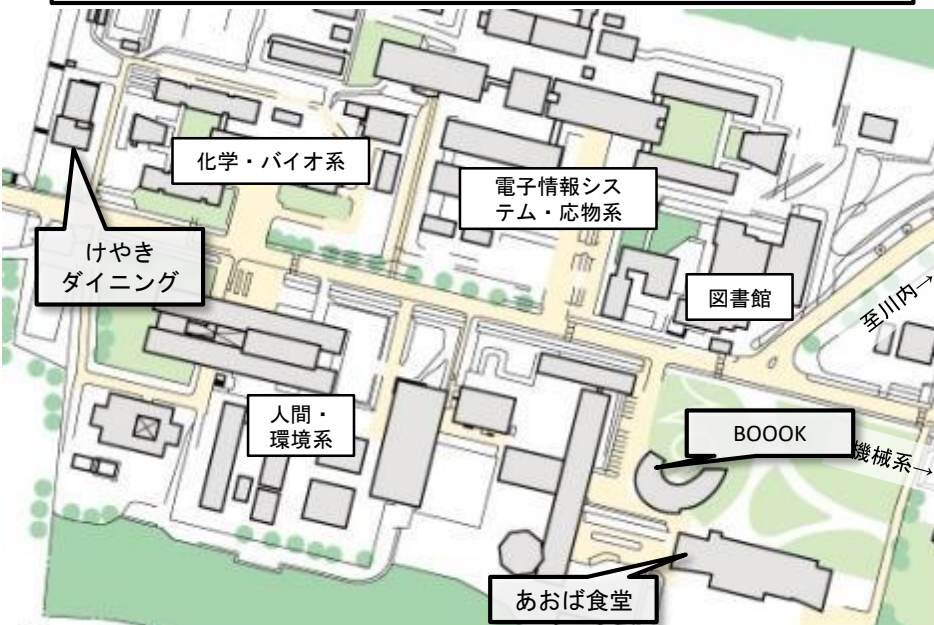 化学・バイオ系
電子情報シス
テム・応物系
けやき
ダイニング
図書館
至川内→
人間・
環境系
BOOOK
機械系→
あおば食堂